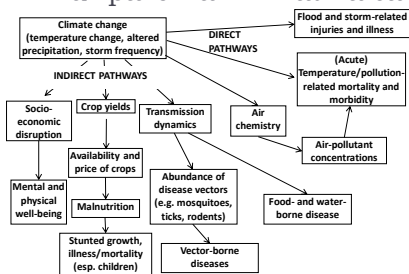 Climate change
(temperature change, altered
precipitation, storm frequency)
DIRECT
PATHWAYS
Flood and storm-related
injuries and illness
(Acute)
Temperature/pollution-
related mortality and
morbidity
INDIRECT PATHWAYS
Socio-
economic
disruption
Crop yields
Transmission
dynamics
Air
chemistry
Air-pollutant
concentrations
Mental and
physical
well-being
Availability and
price of crops
Malnutrition
Stunted growth,
illness/mortality
(esp. children)
Abundance of
disease vectors
(e.g. mosquitoes,
ticks, rodents)
Vector-borne
diseases
Food- and water-
borne disease